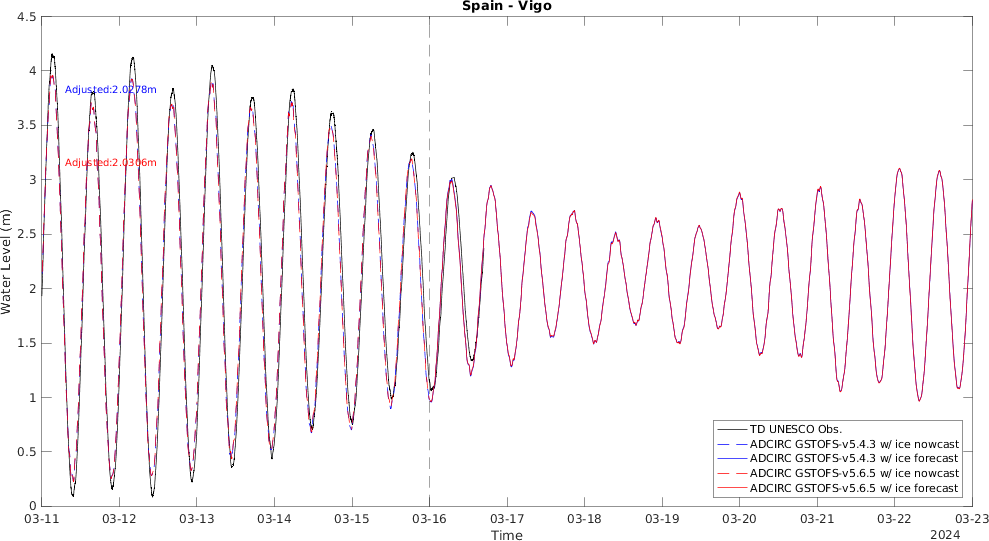 Spain - Vigo
4.5
4
3.5
3
2.5
2
1.5
1
0.5
0
Water Level (m)
Adjusted:2.0278m
Adjusted:2.0306m
TD UNESCO Obs.
ADCIRC GSTOFS-v5.4.3 w/ ice nowcast
ADCIRC GSTOFS-v5.4.3 w/ ice forecast
ADCIRC GSTOFS-v5.6.5 w/ ice nowcast
ADCIRC GSTOFS-v5.6.5 w/ ice forecast
03-11 03-12 03-13 03-14 03-15 03-16 03-17 03-18 03-19 03-20 03-21 03-22 03-23
Time
2024